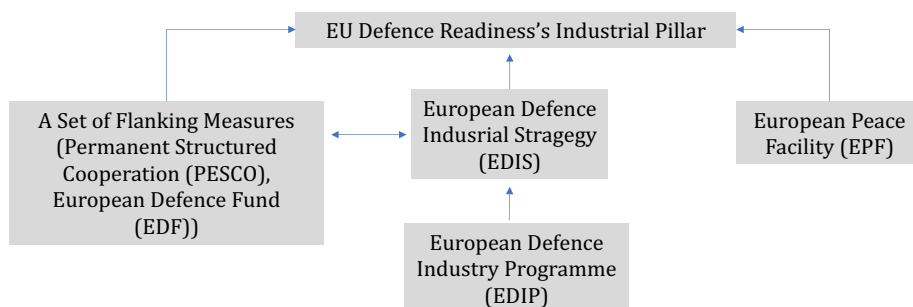 EU Defence Readiness's Industrial Pillar
A Set of Flanking Measures
(Permanent Structured
Cooperation (PESCO),
European Defence Fund
(EDF))
European Defence
Indusrial Stragegy
(EDIS)
European Peace
Facility (EPF)
European Defence
Industry Programme
(EDIP)